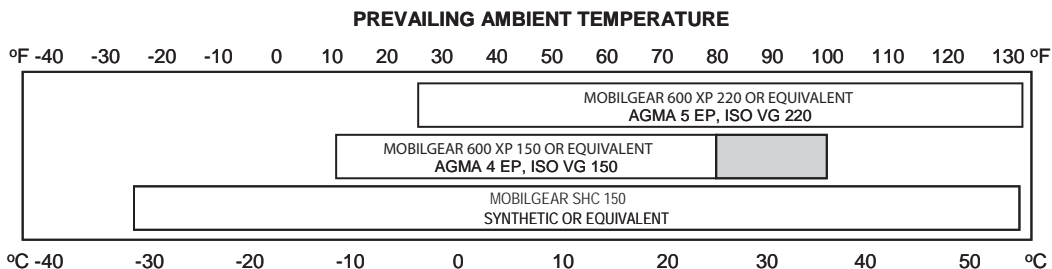 PREVAILING AMBIENT TEMPERATURE
ºF -40 -30 -20 -10 0 10 20 30 40 50 60 70 80 90 100 110 120 130 ºF
MOBILGEAR 600 XP 220 OR EQUIVALENT
AGMA 5 EP, ISO VG 220
MOBILGEAR 600 XP 150 OR EQUIVALENT
AGMA 4 EP, ISO VG 150
MOBILGEAR SHC 150
SYNTHETIC OR EQUIVALENT
ºC -40 -30 -20 -10 0 10 20 30 40 50 ºC